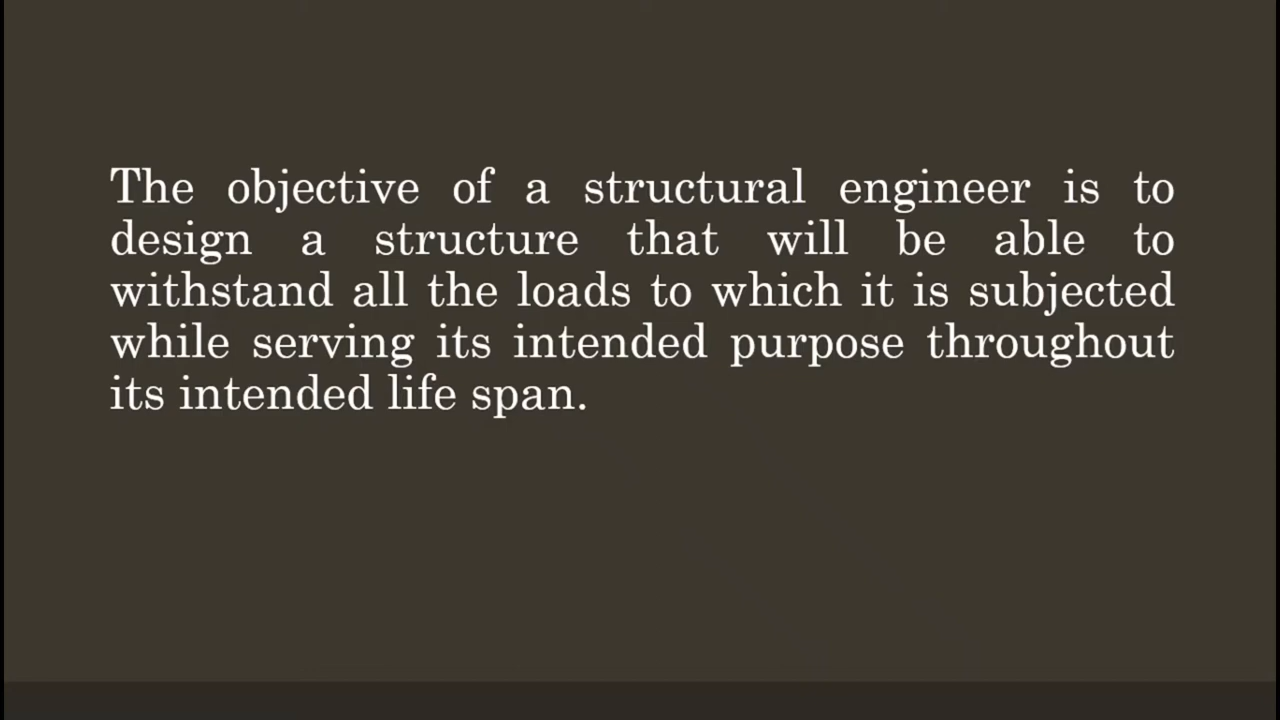 The objective of a structural engineer is to
design a structure that will be able to
withstand all the loads to which it is subjected
while serving its intended purpose throughout
its intended life span.